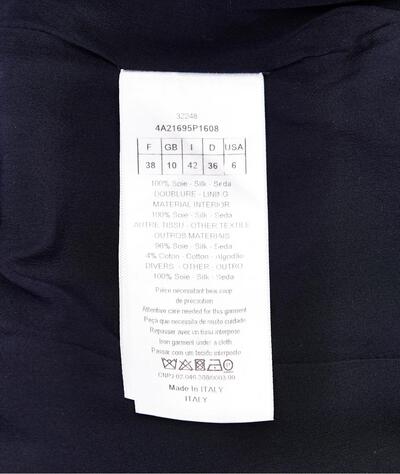 32248
4A21695P1608
F GB I D USA
38 10 42 36 6
100% Soie - Silk - Seda
DOUBLURE - LINING
MATERIAL INTERIOR
100% Soie - Silk - Seda
AUTRE TISSU - OTHER TEXTILE
OUTROS MATERIAIS
96% Soie - Silk - Seda
4% Coton - Cotton - Algodão
DIVERS - OTHER - OUTRO
100% Soie - Silk - Seda
Pièce nécessitant beaucoup
de précaution
Attentive care needed for this garment
Peça que necessita de muito cuidado
Repasser avec un tissu interposé
Iron garment under a cloth
Passar com um tecido interposto
Made in ITALY
ITALY